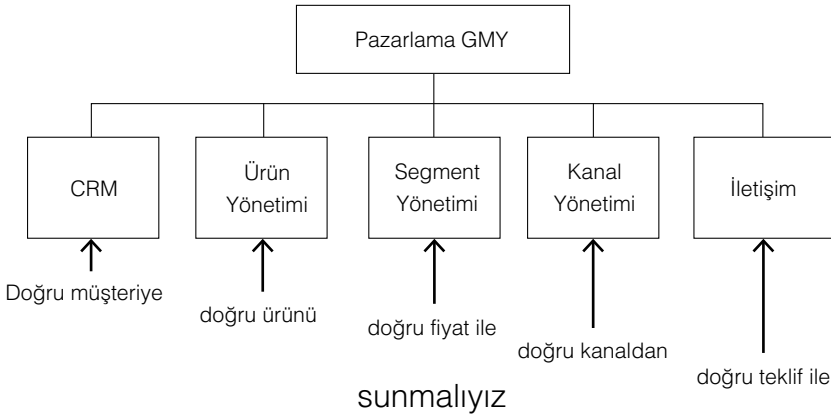 Pazarlama GMY
CRM
Ürün
Yönetimi
Segment
Yönetimi
Kanal
Yönetimi
İletişim
Doğru müşteriye
doğru ürünü
doğru fiyat ile
doğru kanaldan
doğru teklif ile
sunmalıyız